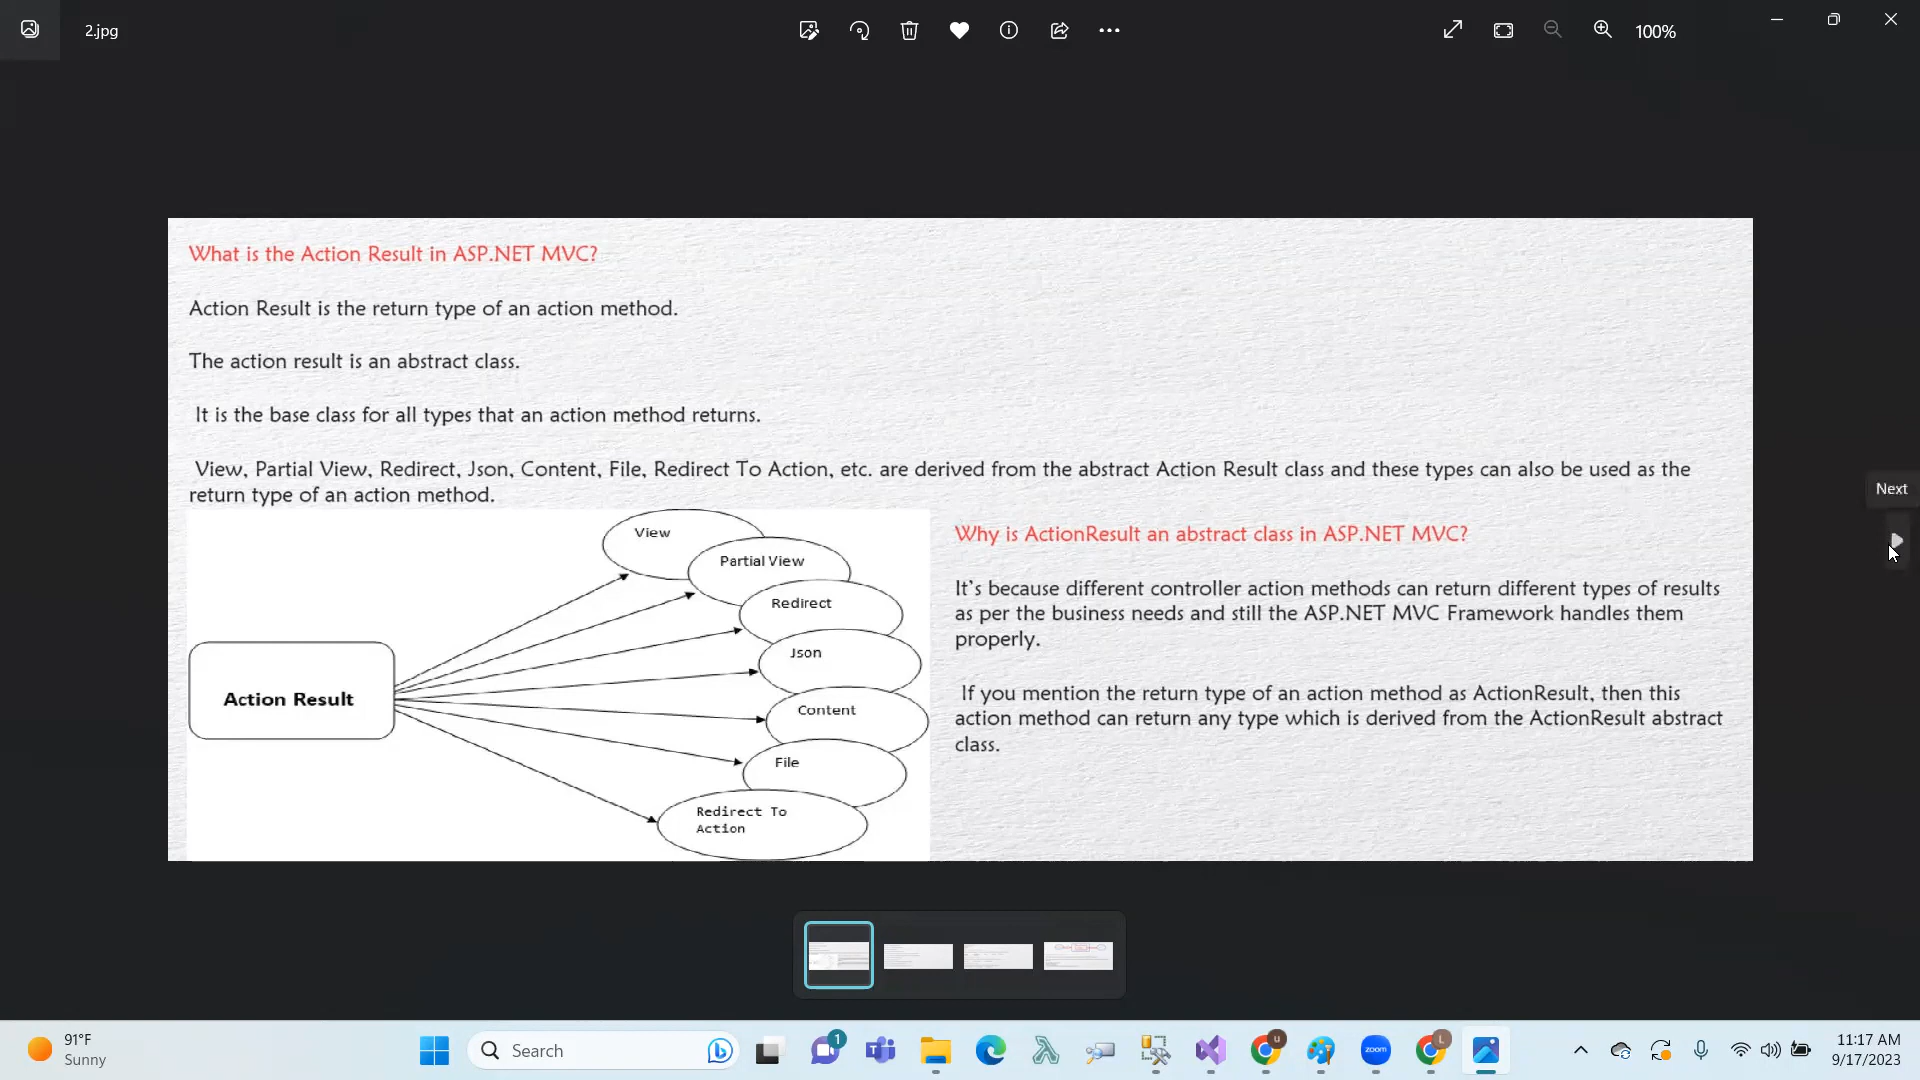 2.jpg
100%
What is the Action Result in ASP.NET MVC?
Action Result is the return type of an action method.
The action result is an abstract class.
It is the base class for all types that an action method returns.
View, Partial View, Redirect, Json, Content, File, Redirect To Action, etc. are derived from the abstract Action Result class and these types can also be used as the
return type of an action method.
View
Partial View
Redirect
Json
Content
File
Redirect To
Action
Action Result
Why is ActionResult an abstract class in ASP.NET MVC?
It's because different controller action methods can return different types of results
as per the business needs and still the ASP.NET MVC Framework handles them
properly.
If you mention the return type of an action method as ActionResult, then this
action method can return any type which is derived from the ActionResult abstract
class.
Next
91°F
Sunny
Search
1
u
zoom
L
11:17 AM
9/17/2023